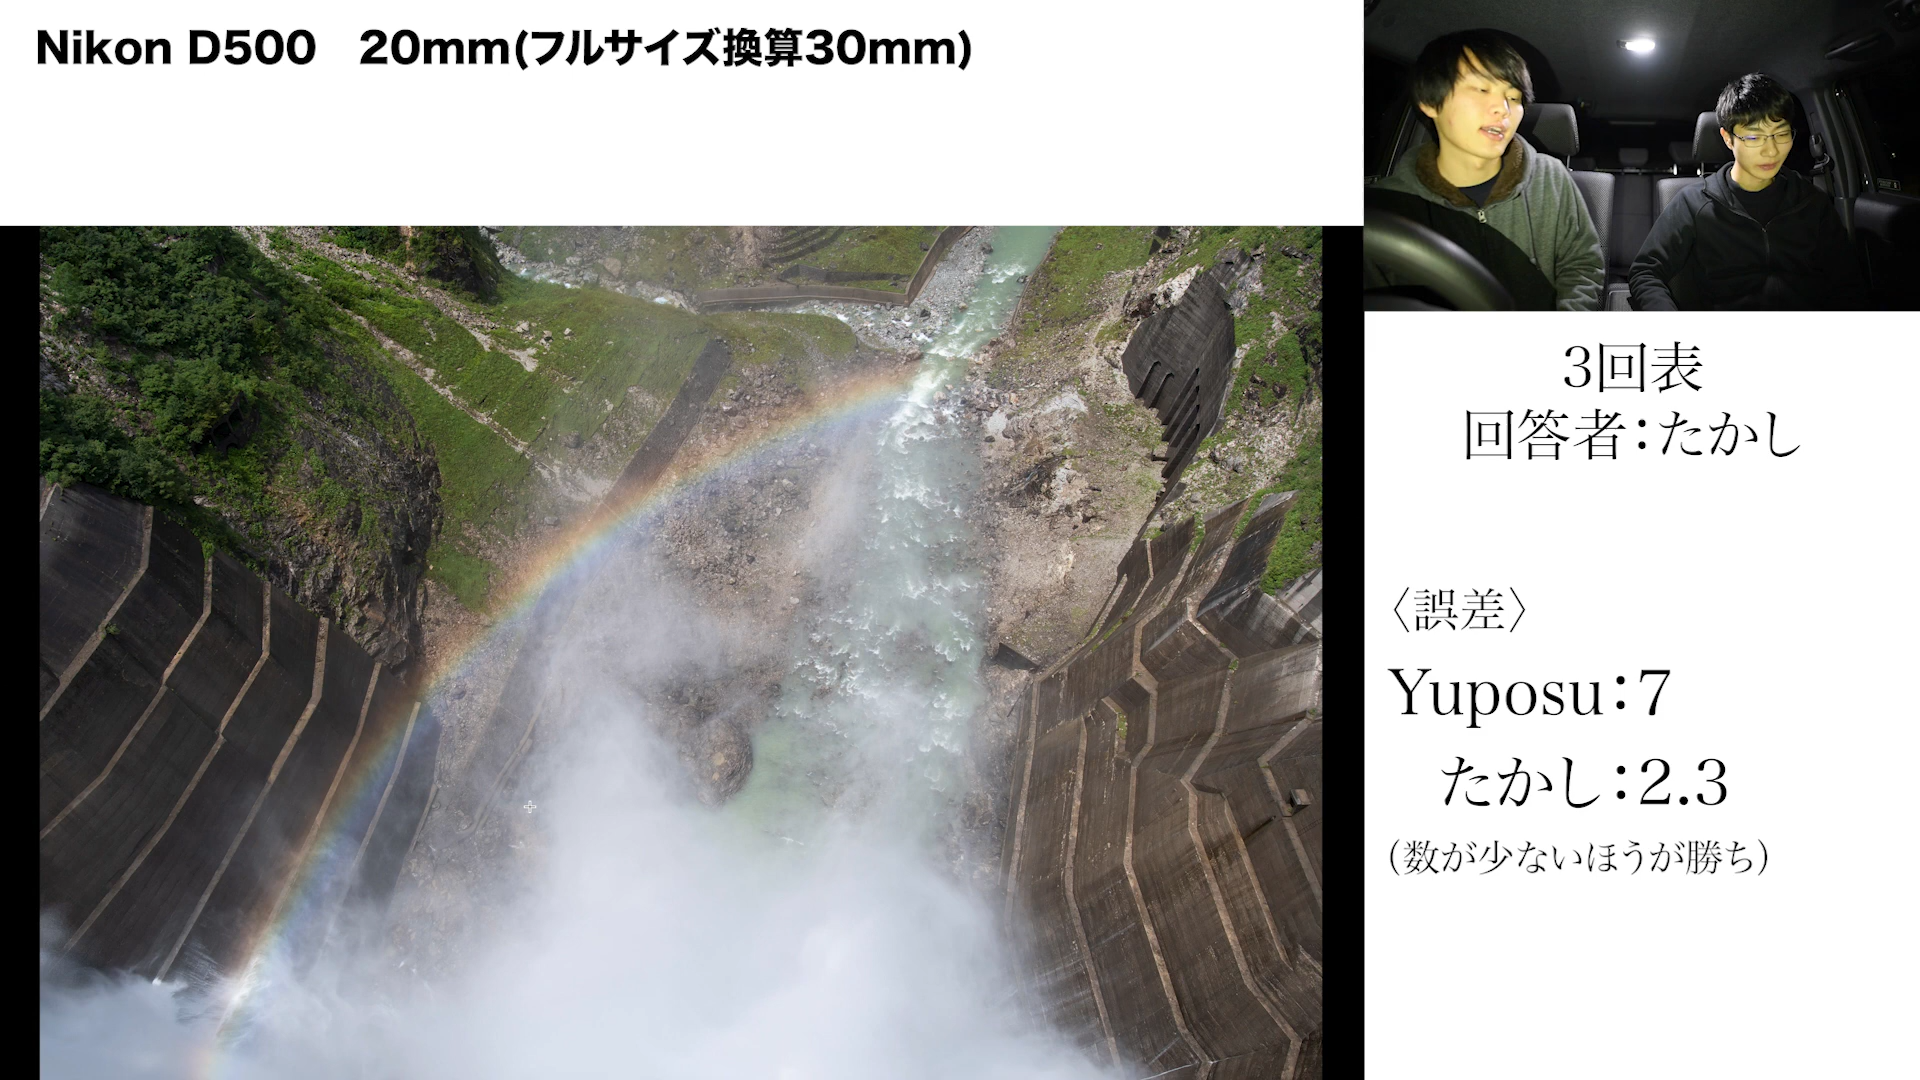 Nikon D500　20mm(フルサイズ換算30mm)
3回表
回答者：たかし
〈誤差〉
Yuposu：7
たかし：2.3
(数が少ないほうが勝ち)